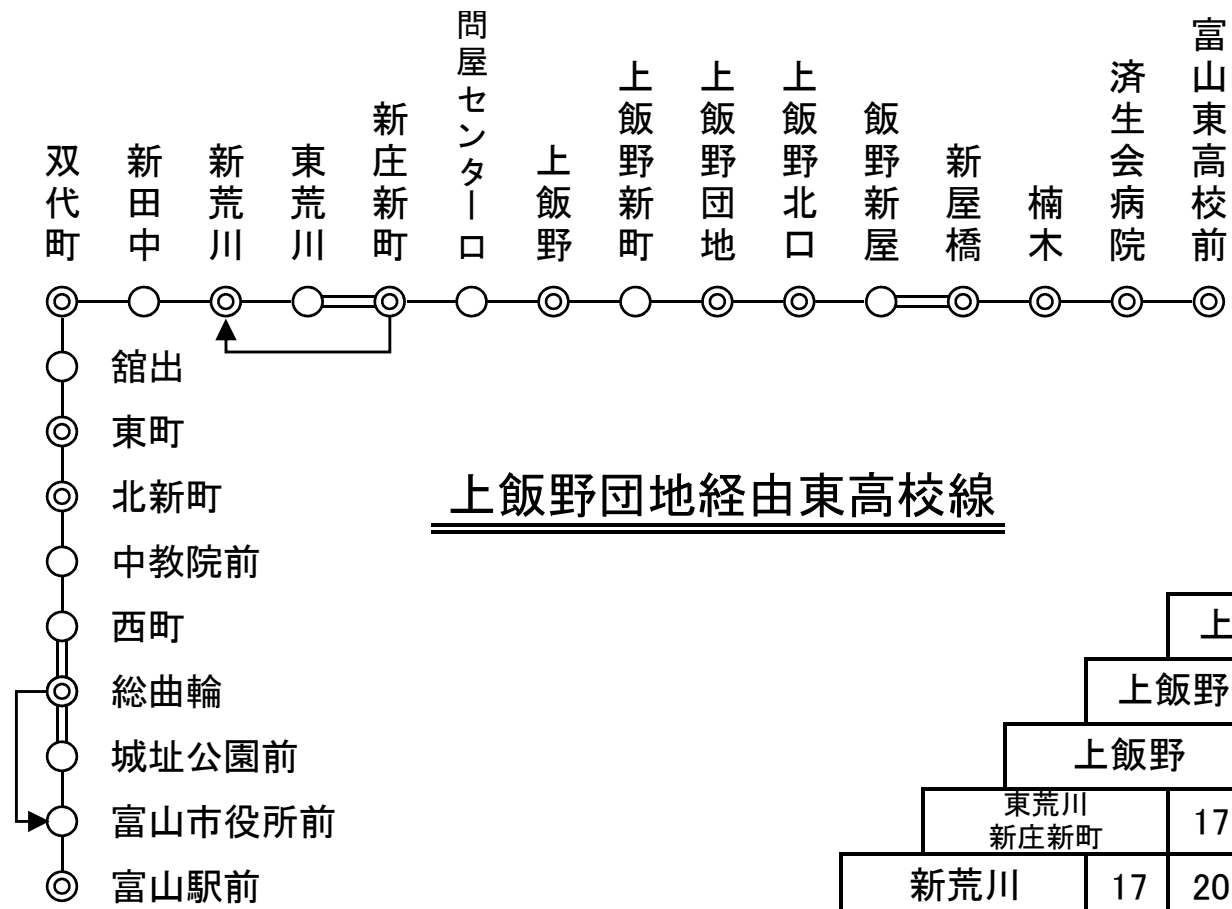 双代町
新田中
新荒川
東荒川
新庄新町
問屋センター口
上飯野
上飯野新町
上飯野団地
上飯野北口
飯野新屋
新屋橋
楠木
済生会病院
富山東高校前
舘出
東町
北新町
中教院前
西町
総曲輪
城址公園前
富山市役所前
富山駅前
上飯野団地経由東高校線
上
上飯野
上飯野
東荒川
新庄新町
17
新荒川 17 20